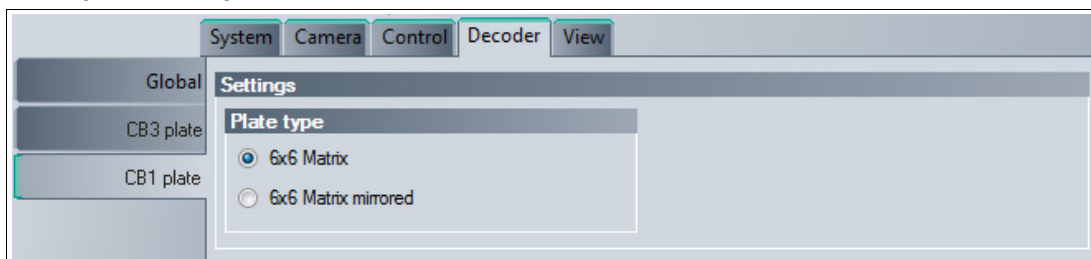 System Camera Control Decoder View
Global
Settings
CB3 plate
Plate type
6x6 Matrix
CB1 plate
6x6 Matrix mirrored